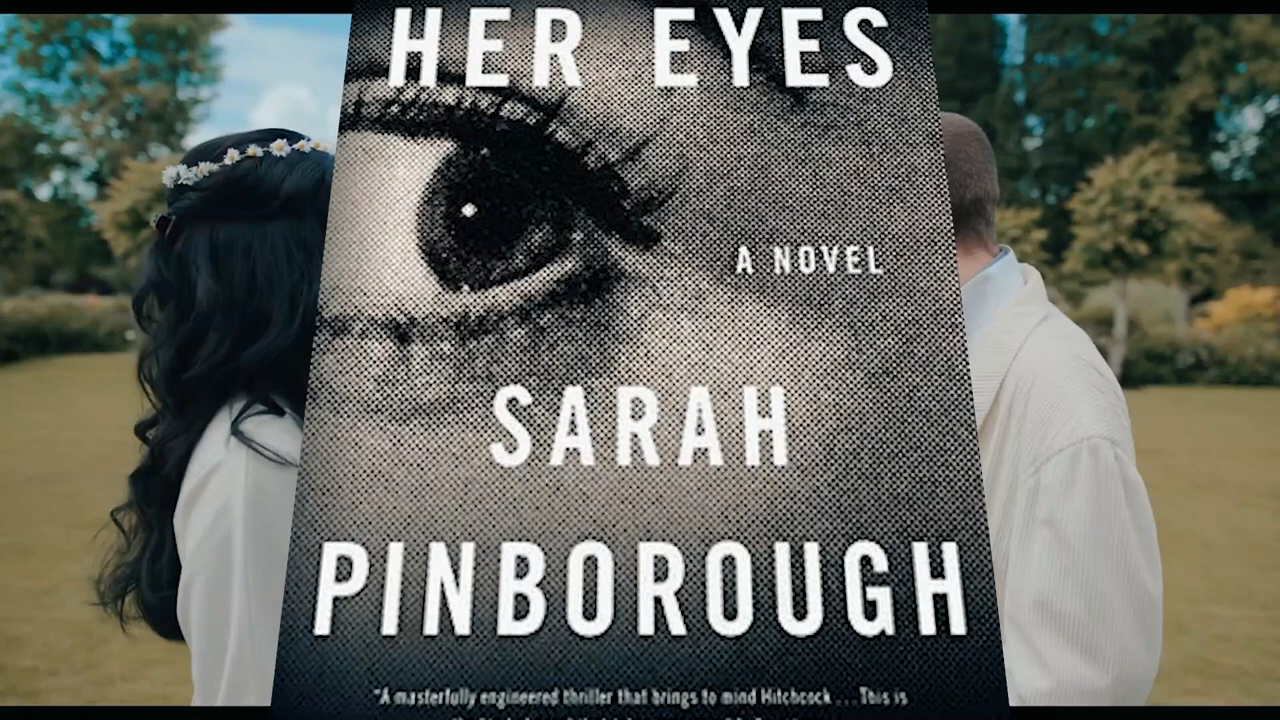 HER EYES
A NOVEL
SARAH
PINBOROUGH
"A masterfully engineered thriller that brings to mind Hitchcock . . . This is